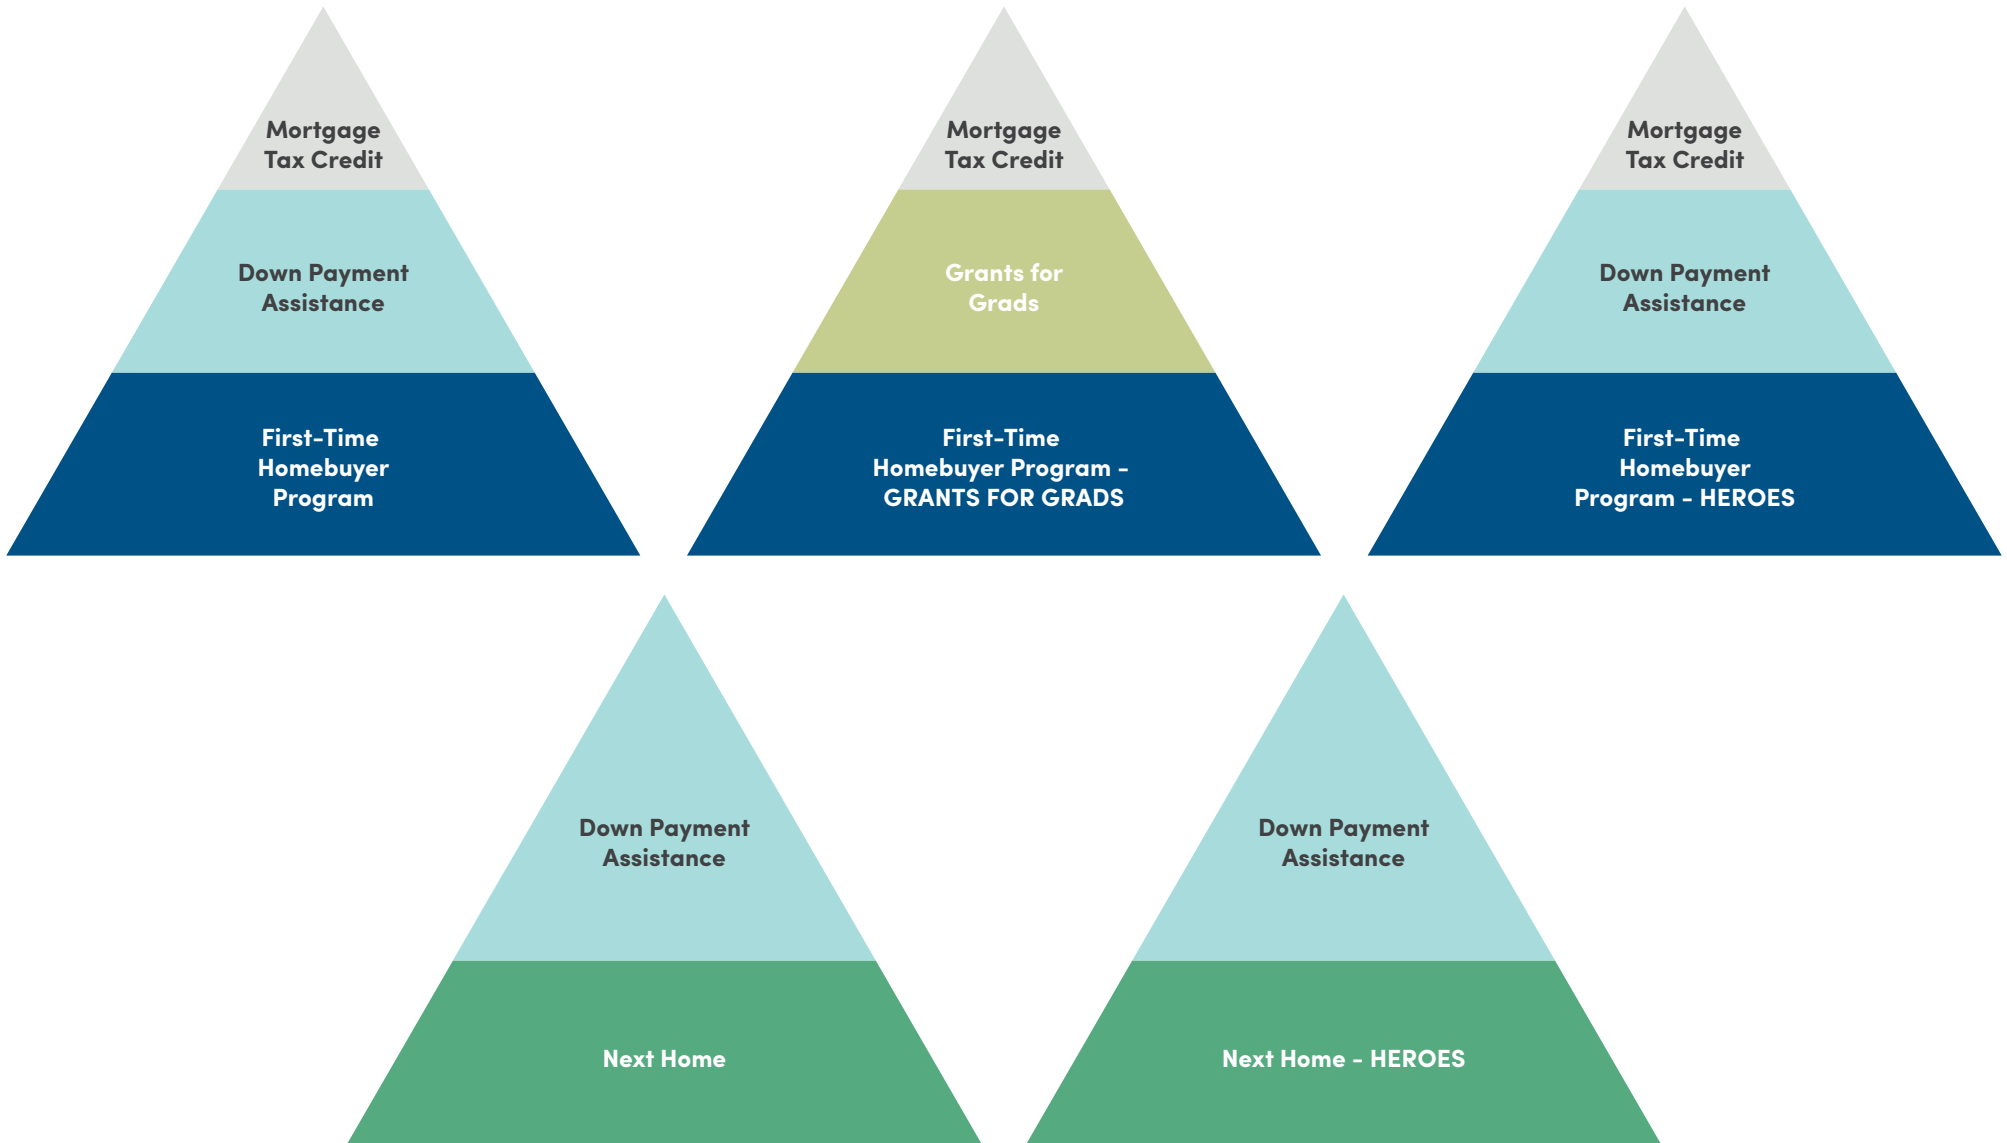 Mortgage
Tax Credit
Down Payment
Assistance
First-Time
Homebuyer
Program
Mortgage
Tax Credit
Grants for
Grads
First-Time
Homebuyer Program -
GRANTS FOR GRADS
Mortgage
Tax Credit
Down Payment
Assistance
First-Time
Homebuyer
Program - HEROES
Down Payment
Assistance
Next Home
Down Payment
Assistance
Next Home - HEROES